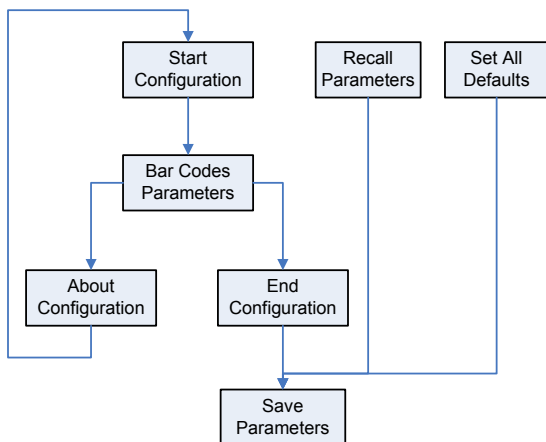 Start
Configuration
Recall
Parameters
Set All
Defaults
Bar Codes
Parameters
About
Configuration
End
Configuration
Save
Parameters